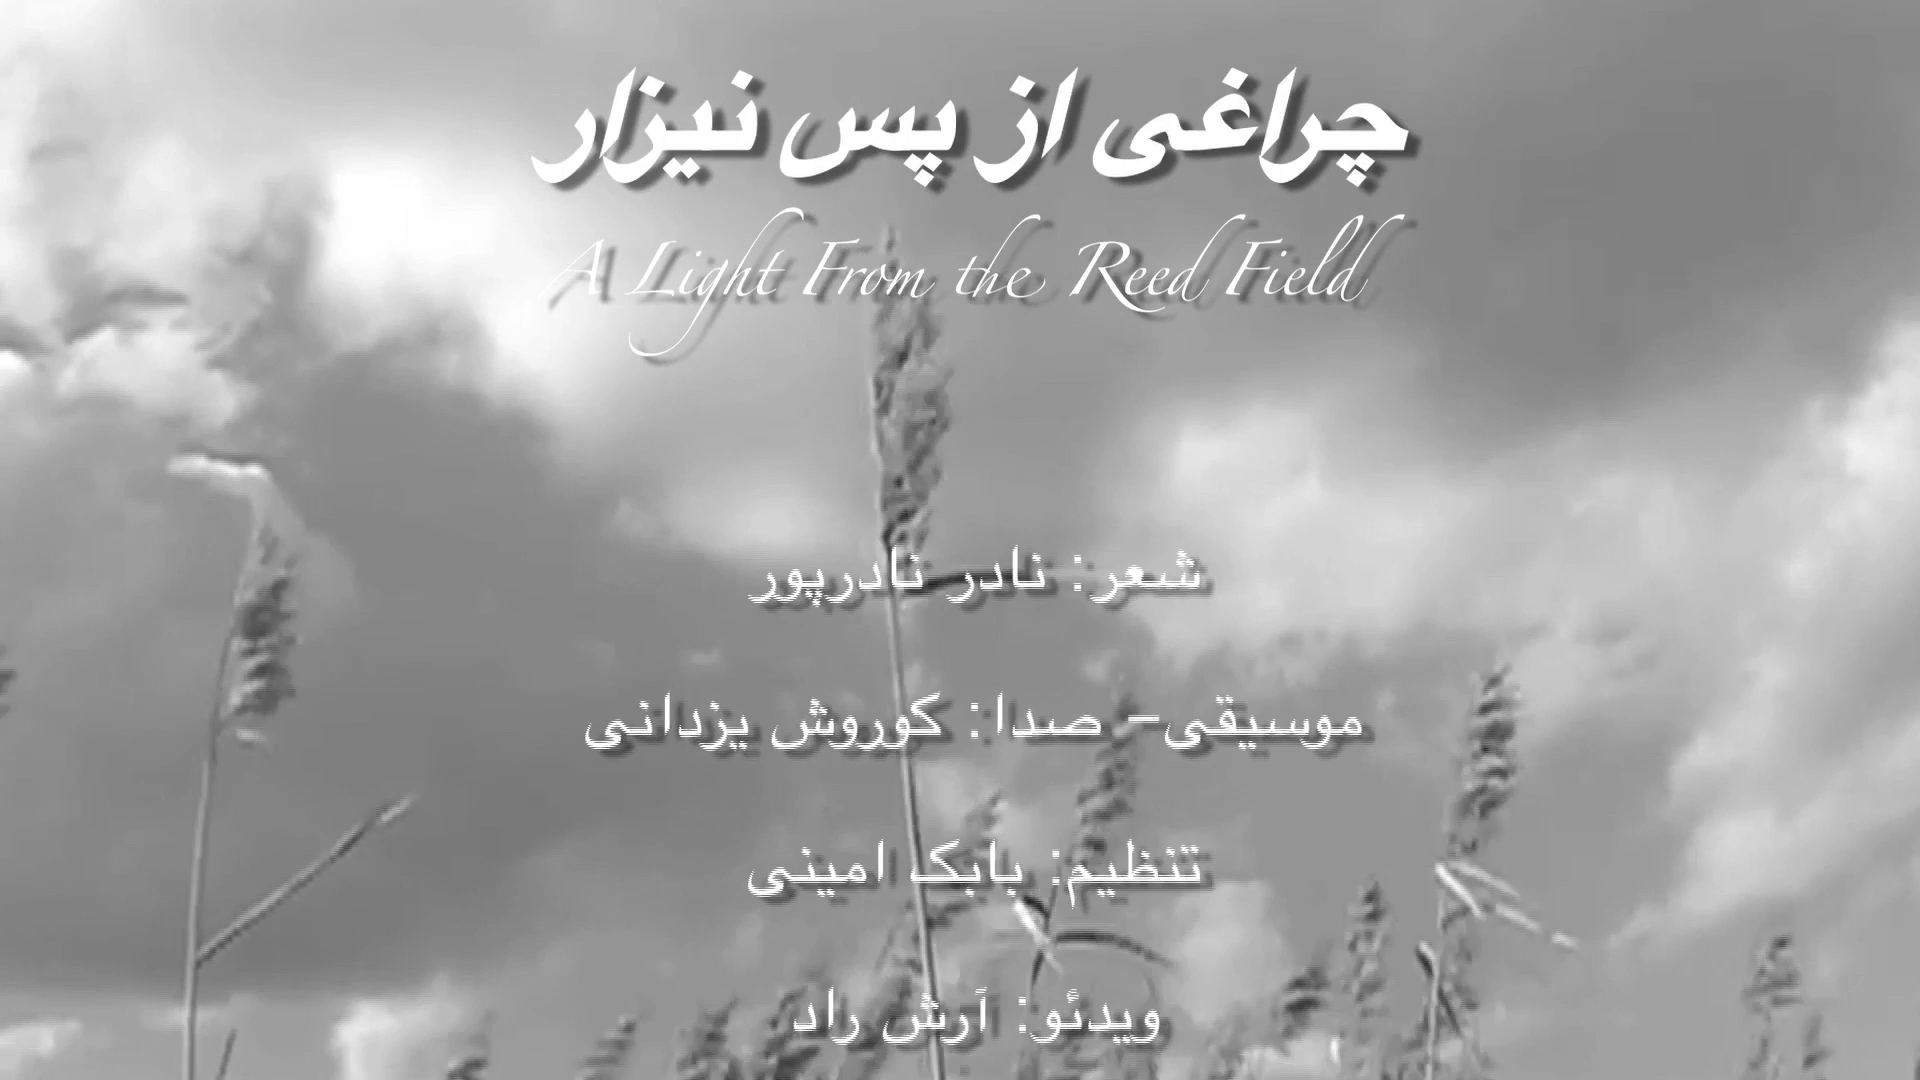 چراغی از پس نیزار
A Light From the Reed Field
شعر: نادر نادرپور
موسیقی- صدا: کوروش یزدانی
تنظیم: بابک امینی
ویدئو: آرش راد